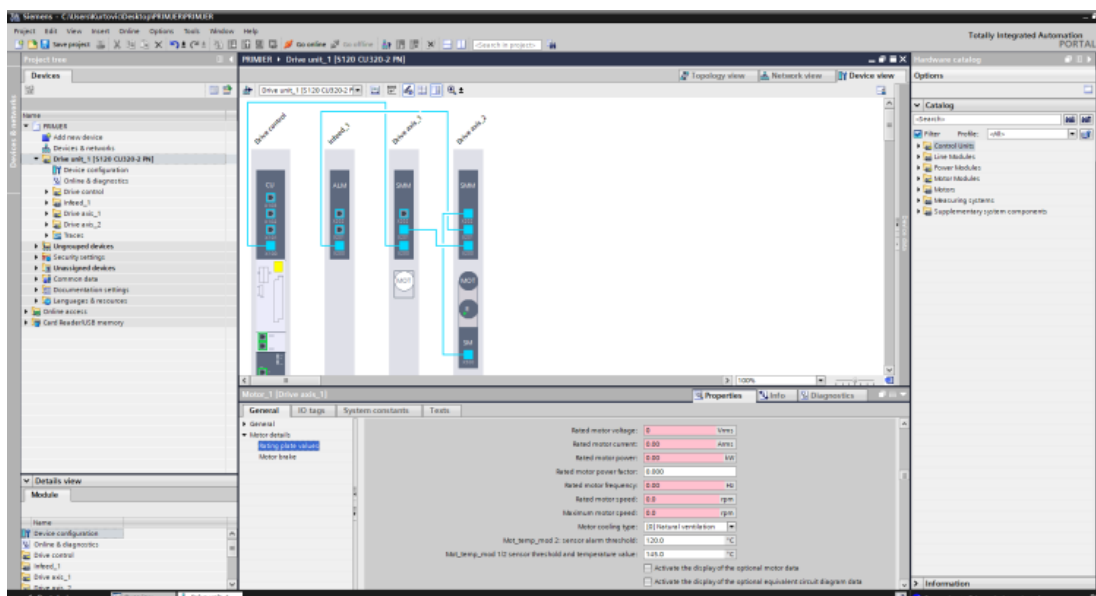 Siemens - C:\Users\Kurtovic\Desktop\PRIMJER\PRIMJER
Project Edit View Insert Online Options Tools Window Help
Totally Integrated Automation
PORTAL
Save project
Go online
Go offline
<Search in project>
Project tree
PRIMJER
Drive unit_1 [S120 CU320-2 PN]
Hardware catalog
Devices
Topology view
Network view
Device view
Options
Devices & networks
Drive unit_1 [S120 CU320-2 P
Name
PRIMJER
Add new device
Devices & networks
Drive unit_1 [S120 CU320-2 PN]
Device configuration
Online & diagnostics
Drive control
Infeed_1
Drive axis_1
Drive axis_2
Traces
Ungrouped devices
Security settings
Unassigned devices
Common data
Documentation settings
Languages & resources
Online access
Card Reader/USB memory
Drive control
Infeed_1
Drive axis_1
Drive axis_2
CU
ALM
SMM
SMM
MOT
MOT
SM
100%
Catalog
<Search>
Filter
Profile:
<All>
Control Units
Line Modules
Power Modules
Motor Modules
Motors
Measuring systems
Supplementary system components
Motor_1 [Drive axis_1]
Properties
Info
Diagnostics
General
IO tags
System constants
Texts
General
Motor details
Rating plate values
Motor brake
Rated motor voltage: 0 Vrms
Rated motor current: 0.00 Arms
Rated motor power: 0.00 kW
Rated motor power factor: 0.000
Rated motor frequency: 0.00 Hz
Rated motor speed: 0.0 rpm
Maximum motor speed: 0.0 rpm
Motor cooling type: [0] Natural ventilation
Mot_temp_mod 2: sensor alarm threshold: 120.0 °C
Mot_temp_mod 1/2 sensor threshold and temperature value: 145.0 °C
Activate the display of the optional motor data
Activate the display of the optional equivalent circuit diagram data
Details view
Module
Name
Device configuration
Online & diagnostics
Drive control
Infeed_1
Drive axis_1
Drive axis_2
Information